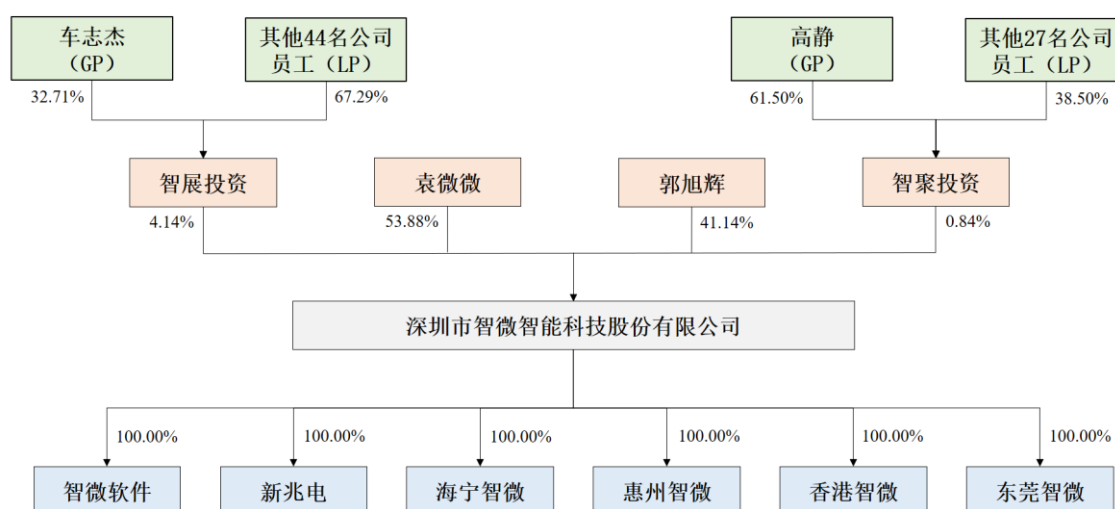 车志杰
（GP）
其他44名公司
员工（LP）
高静
（GP）
其他27名公司
员工（LP）
32.71%
67.29%
61.50%
38.50%
智展投资
袁微微
郭旭辉
智聚投资
4.14%
53.88%
41.14%
0.84%
深圳市智微智能科技股份有限公司
100.00%
100.00%
100.00%
100.00%
100.00%
100.00%
智微软件
新兆电
海宁智微
惠州智微
香港智微
东莞智微